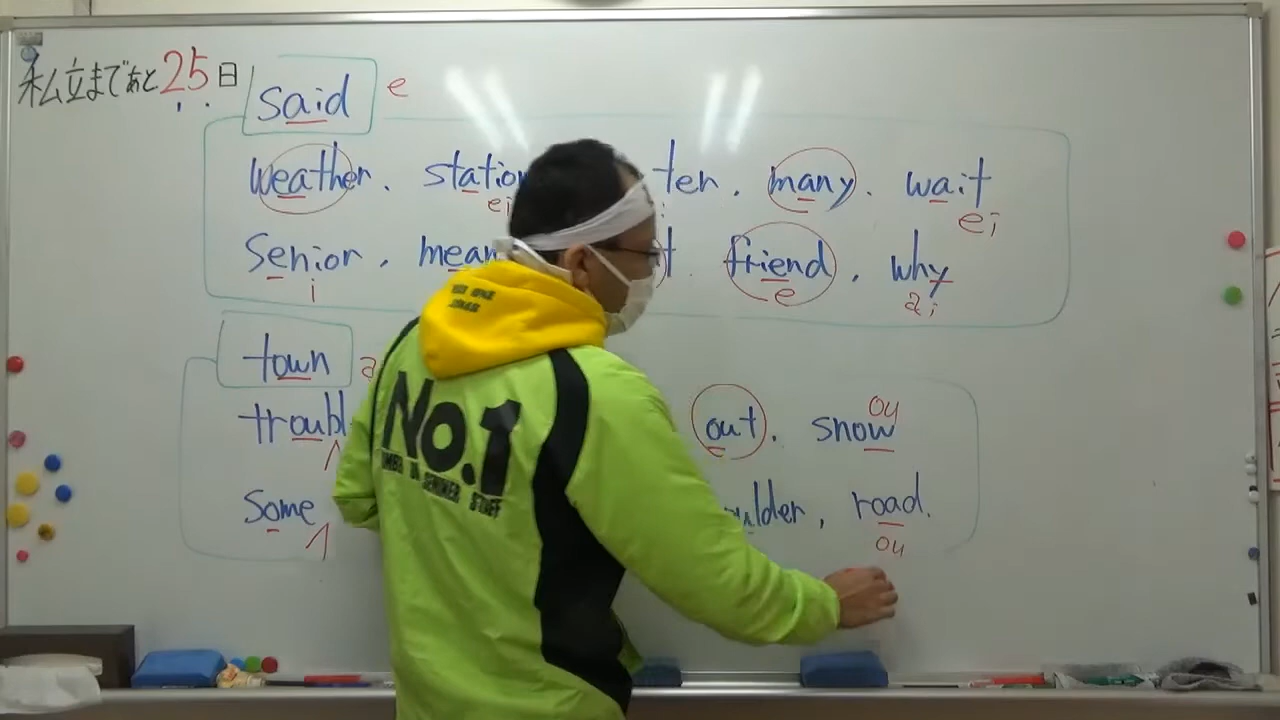 私立まであと25日
said e
weather. station ter. many. wait
ei ei
senior, mean t. friend, why
i e ai
town a
troubl out. snow
ʌ ou
some ulder, road.
ʌ ou
No.1